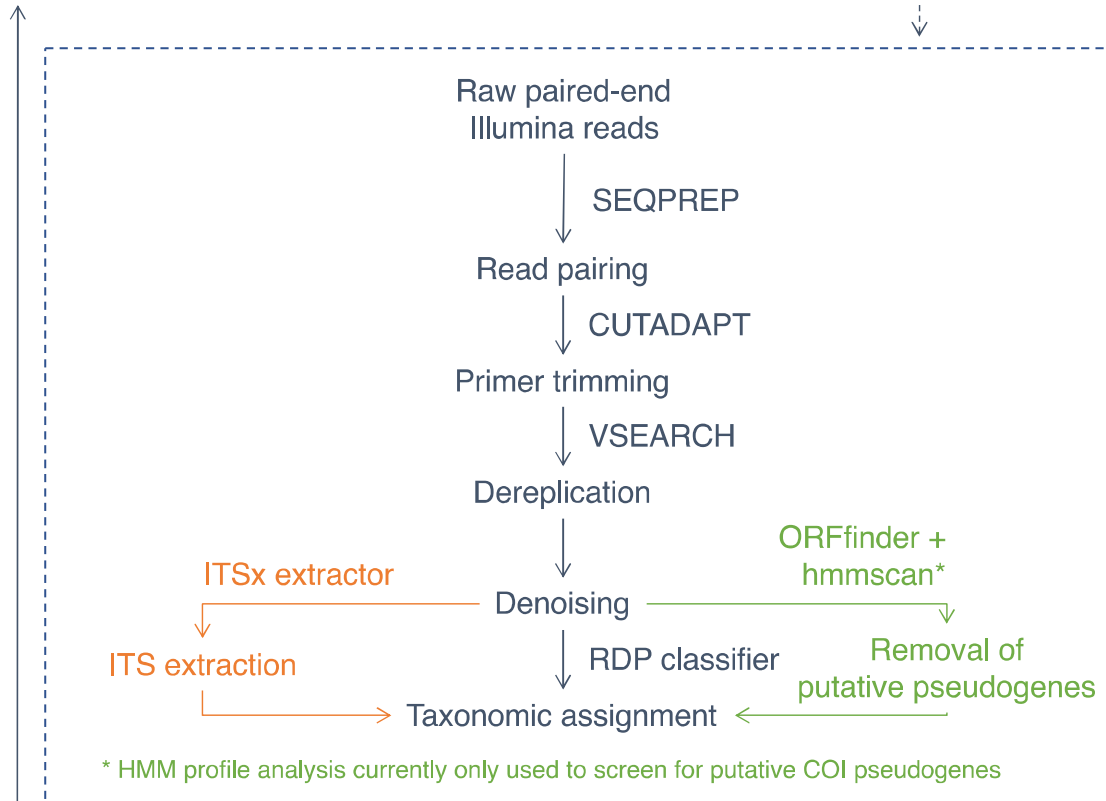 Raw paired-end
Illumina reads
SEQPREP
Read pairing
CUTADAPT
Primer trimming
VSEARCH
Dereplication
ORFfinder +
hmmscan*
ITSx extractor
Denoising
ITS extraction
RDP classifier
Removal of
putative pseudogenes
Taxonomic assignment
* HMM profile analysis currently only used to screen for putative COI pseudogenes